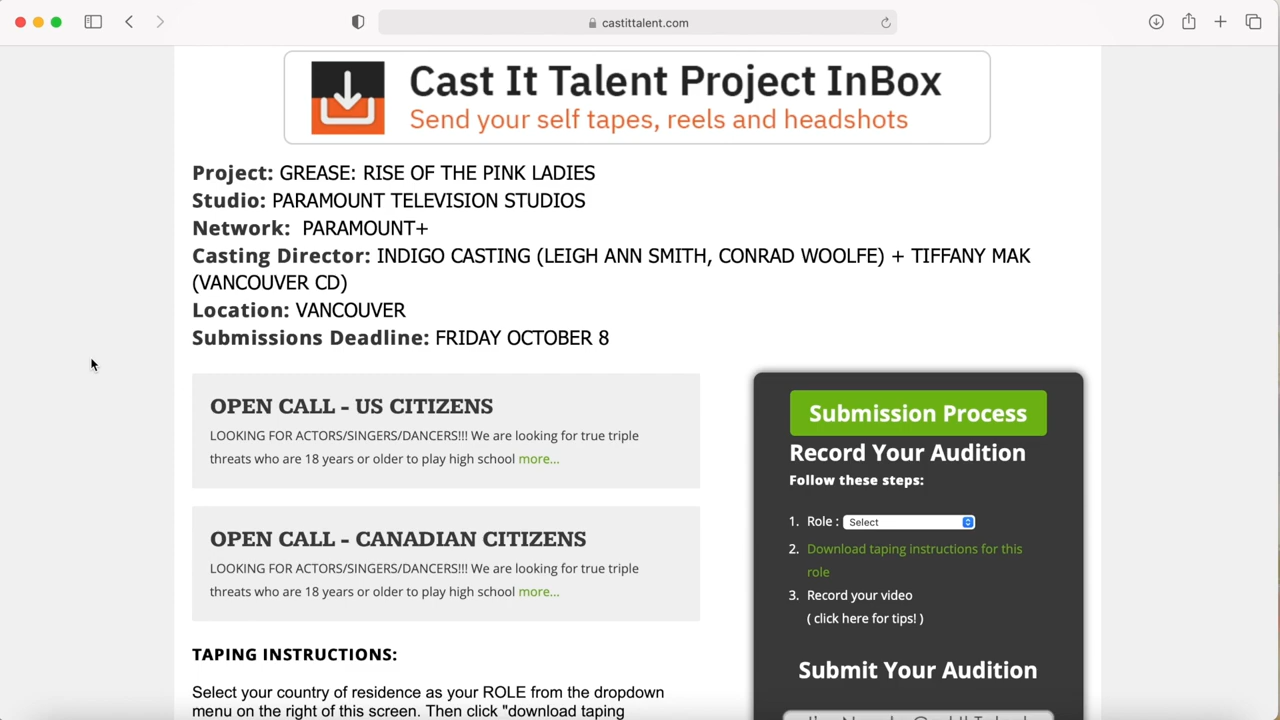 castittalent.com
Cast It Talent Project InBox
Send your self tapes, reels and headshots
Project: GREASE: RISE OF THE PINK LADIES
Studio: PARAMOUNT TELEVISION STUDIOS
Network: PARAMOUNT+
Casting Director: INDIGO CASTING (LEIGH ANN SMITH, CONRAD WOOLFE) + TIFFANY MAK
(VANCOUVER CD)
Location: VANCOUVER
Submissions Deadline: FRIDAY OCTOBER 8
OPEN CALL - US CITIZENS
LOOKING FOR ACTORS/SINGERS/DANCERS!!! We are looking for true triple
threats who are 18 years or older to play high school more...
OPEN CALL - CANADIAN CITIZENS
LOOKING FOR ACTORS/SINGERS/DANCERS!!! We are looking for true triple
threats who are 18 years or older to play high school more...
TAPING INSTRUCTIONS:
Select your country of residence as your ROLE from the dropdown
menu on the right of this screen. Then click "download taping
Submission Process
Record Your Audition
Follow these steps:
1. Role : Select
2. Download taping instructions for this
role
3. Record your video
( click here for tips! )
Submit Your Audition